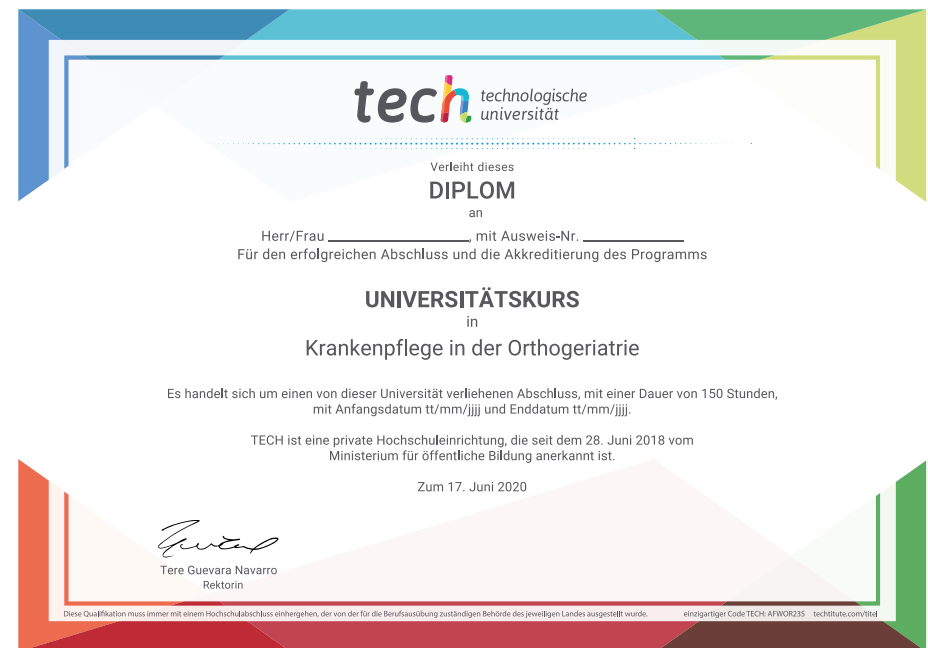 tech technologische
universität
Verleiht dieses
DIPLOM
an
Herr/Frau ____________________, mit Ausweis-Nr. ______________
Für den erfolgreichen Abschluss und die Akkreditierung des Programms
UNIVERSITÄTSKURS
in
Krankenpflege in der Orthogeriatrie
Es handelt sich um einen von dieser Universität verliehenen Abschluss, mit einer Dauer von 150 Stunden,
mit Anfangsdatum tt/mm/jjjj und Enddatum tt/mm/jjjj.
TECH ist eine private Hochschuleinrichtung, die seit dem 28. Juni 2018 vom
Ministerium für öffentliche Bildung anerkannt ist.
Zum 17. Juni 2020
Tere Guevara Navarro
Rektorin
Diese Qualifikation muss immer mit einem Hochschulabschluss einhergehen, der von der für die Berufsausübung zuständigen Behörde des jeweiligen Landes ausgestellt wurde. einzigartiger Code TECH: AFWOR23S techtitute.com/titel